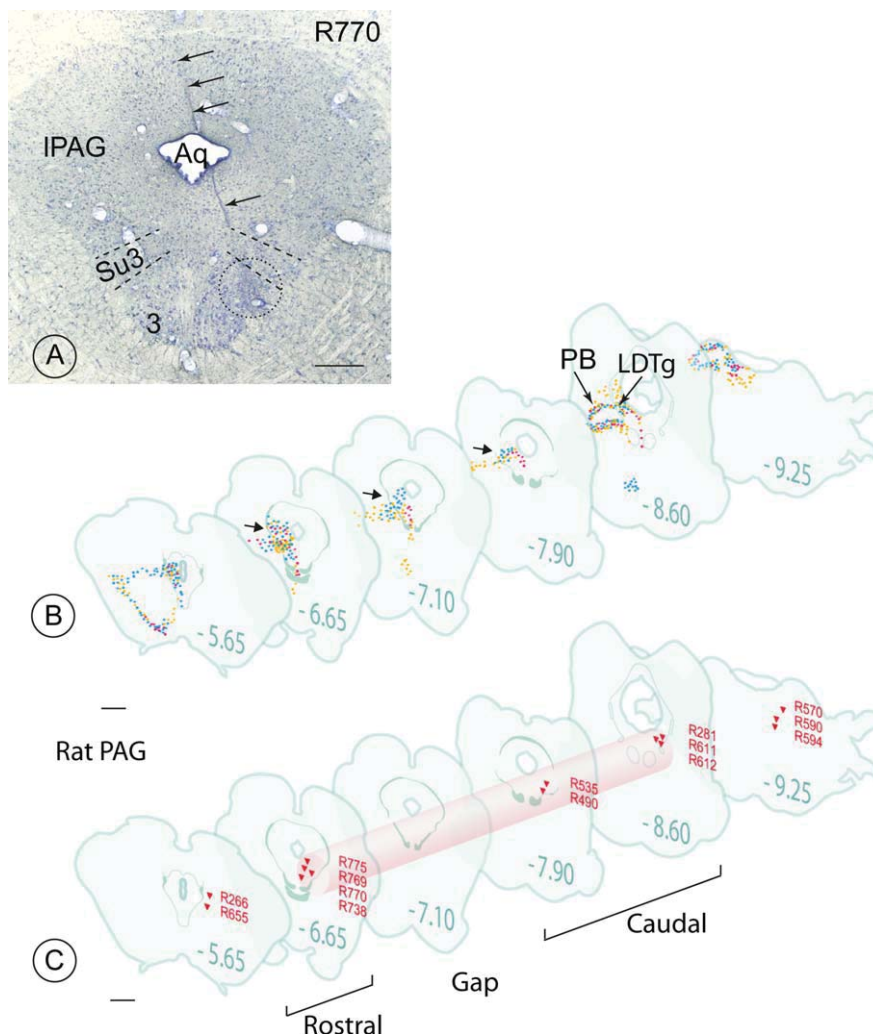 R770
lPAG
Aq
Su3
3
A
PB
LDTg
B
- 5.65
- 6.65
- 7.10
- 7.90
- 8.60
- 9.25
Rat PAG
R266
R655
R775
R769
R770
R738
R535
R490
R281
R611
R612
R570
R590
R594
- 5.65
- 6.65
- 7.10
- 7.90
- 8.60
- 9.25
C
Rostral
Gap
Caudal